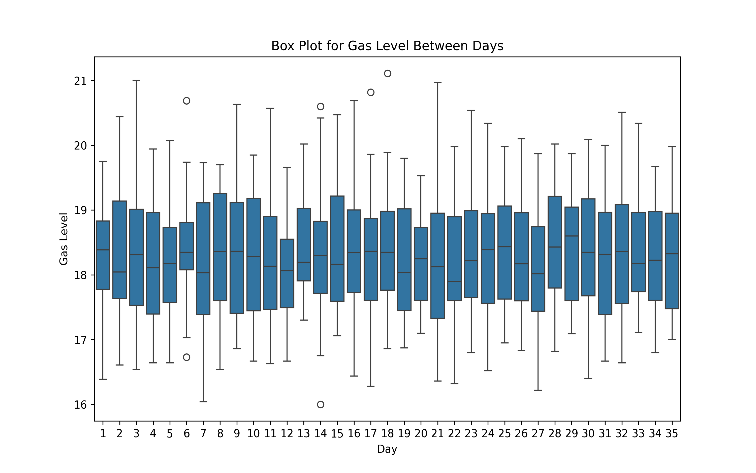 Box Plot for Gas Level Between Days
21
20
19
18
17
16
Gas Level
1 2 3 4 5 6 7 8 9 10 11 12 13 14 15 16 17 18 19 20 21 22 23 24 25 26 27 28 29 30 31 32 33 34 35
Day